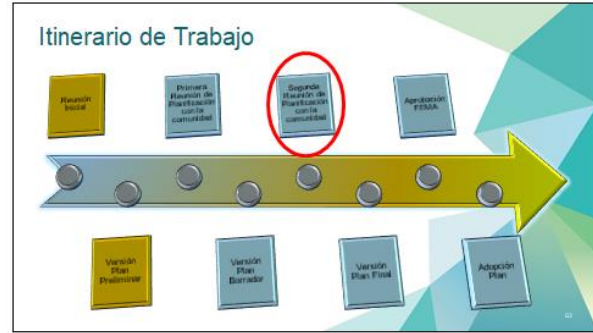 Itinerario de Trabajo
Reunión
Inicial
Primera
Reunión de
Planificación
con la
comunidad
Segunda
Reunión de
Planificación
con la
comunidad
Aprobación
FEMA
Versión
Plan
Preliminar
Versión
Plan
Borrador
Versión
Plan Final
Adopción
Plan